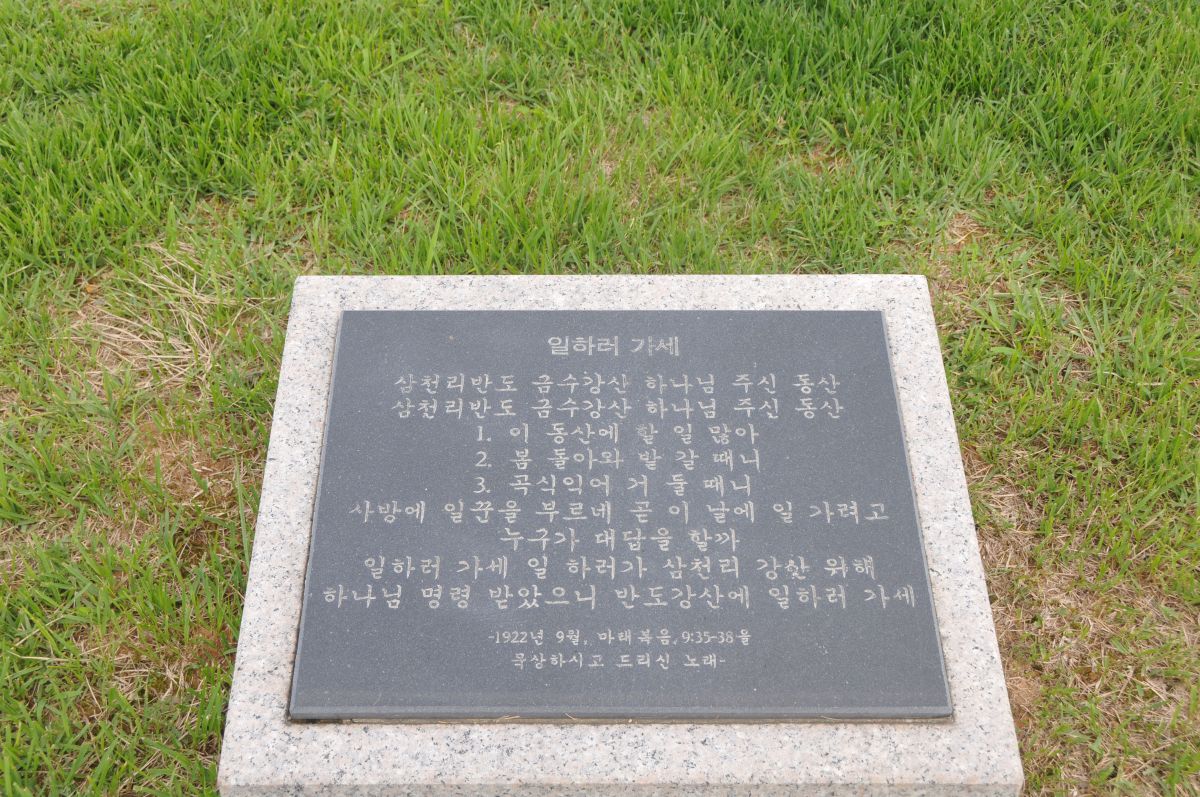 일하러 가세
삼천리반도 금수강산 하나님 주신 동산
삼천리반도 금수강산 하나님 주신 동산
1. 이 동산에 할 일 많아
2. 봄 돌아와 밭 갈 때니
3. 곡식익어 거 둘 때니
사방에 일꾼을 부르네 곧 이 날에 일 가려고
누구가 대답을 할까
일하러 가세 일 하러가 삼천리 강산 위해
하나님 명령 받았으니 반도강산에 일하러 가세
-1922년 9월, 마태복음, 9:35-38을
묵상하시고 드리신 노래-